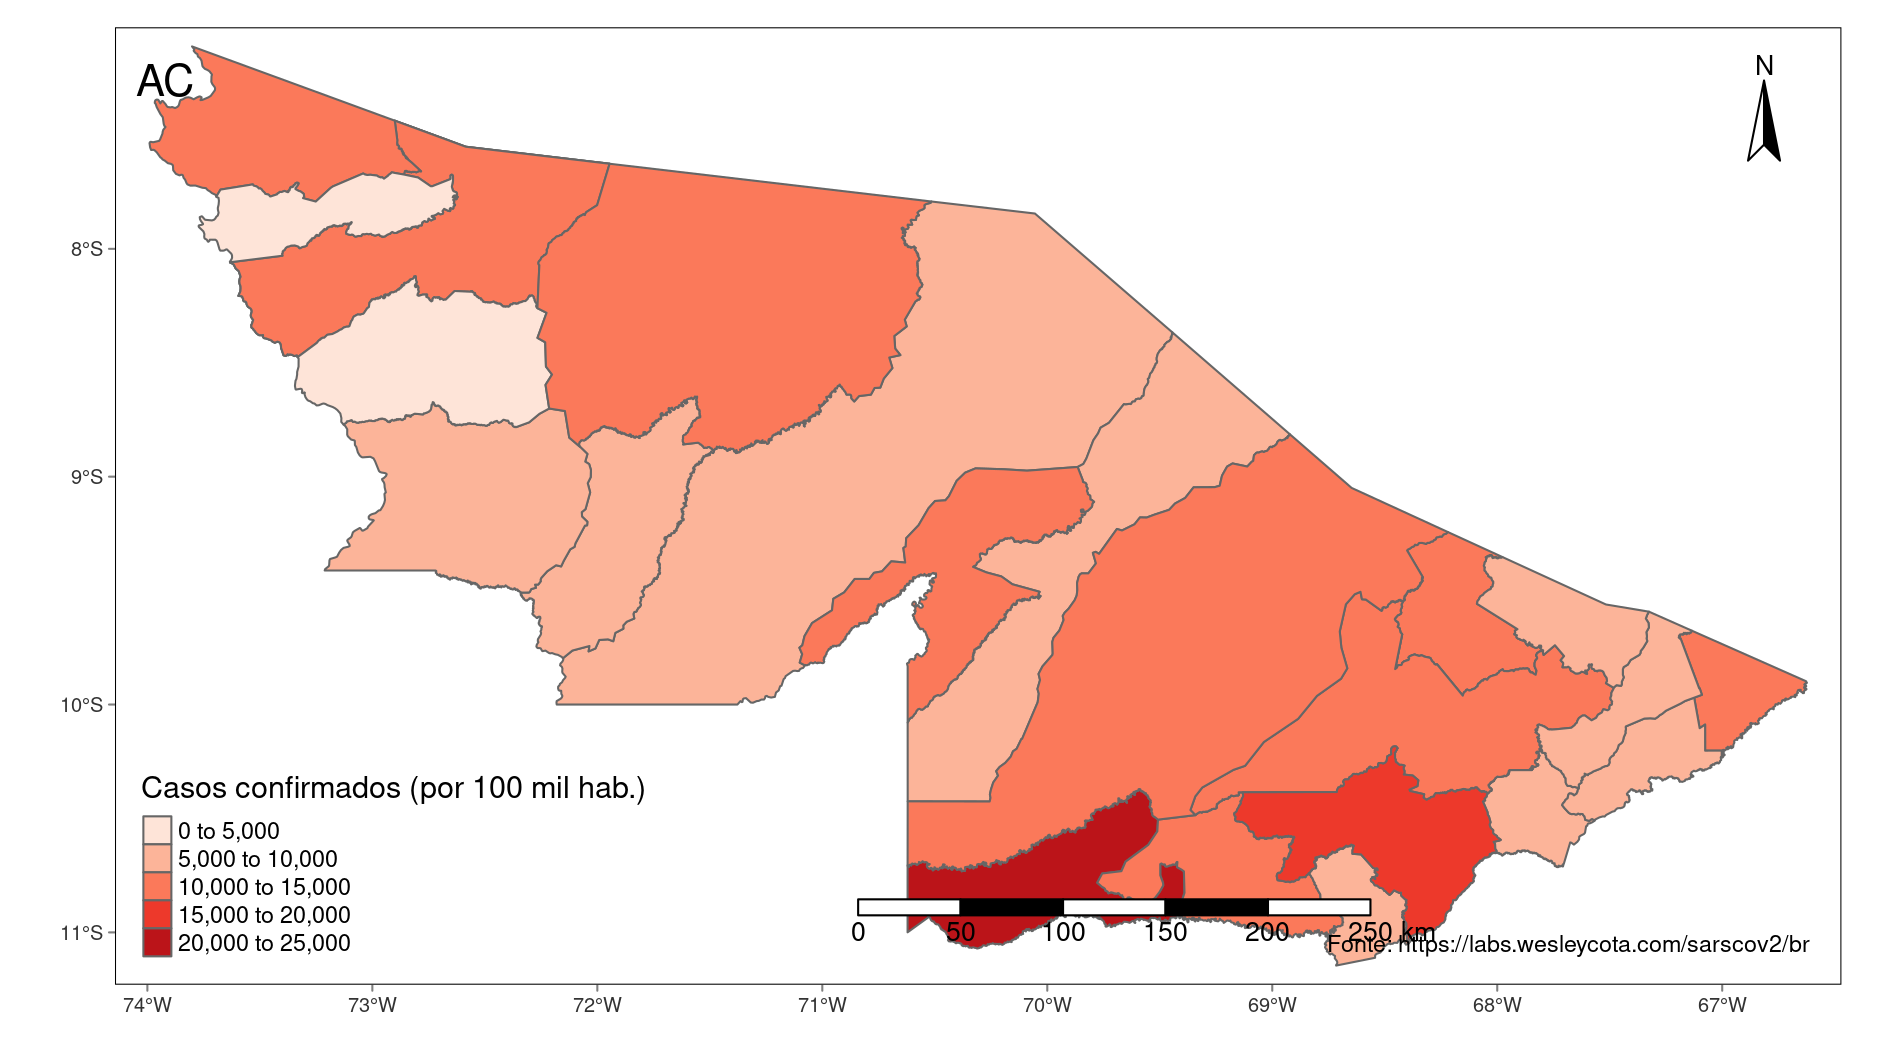 AC
N
8°S
9°S
10°S
11°S
Casos confirmados (por 100 mil hab.)
0 to 5,000
5,000 to 10,000
10,000 to 15,000
15,000 to 20,000
20,000 to 25,000
0 50 100 150 200 250 km
Fonte: https://labs.wesleycota.com/sarscov2/br
74°W 73°W 72°W 71°W 70°W 69°W 68°W 67°W